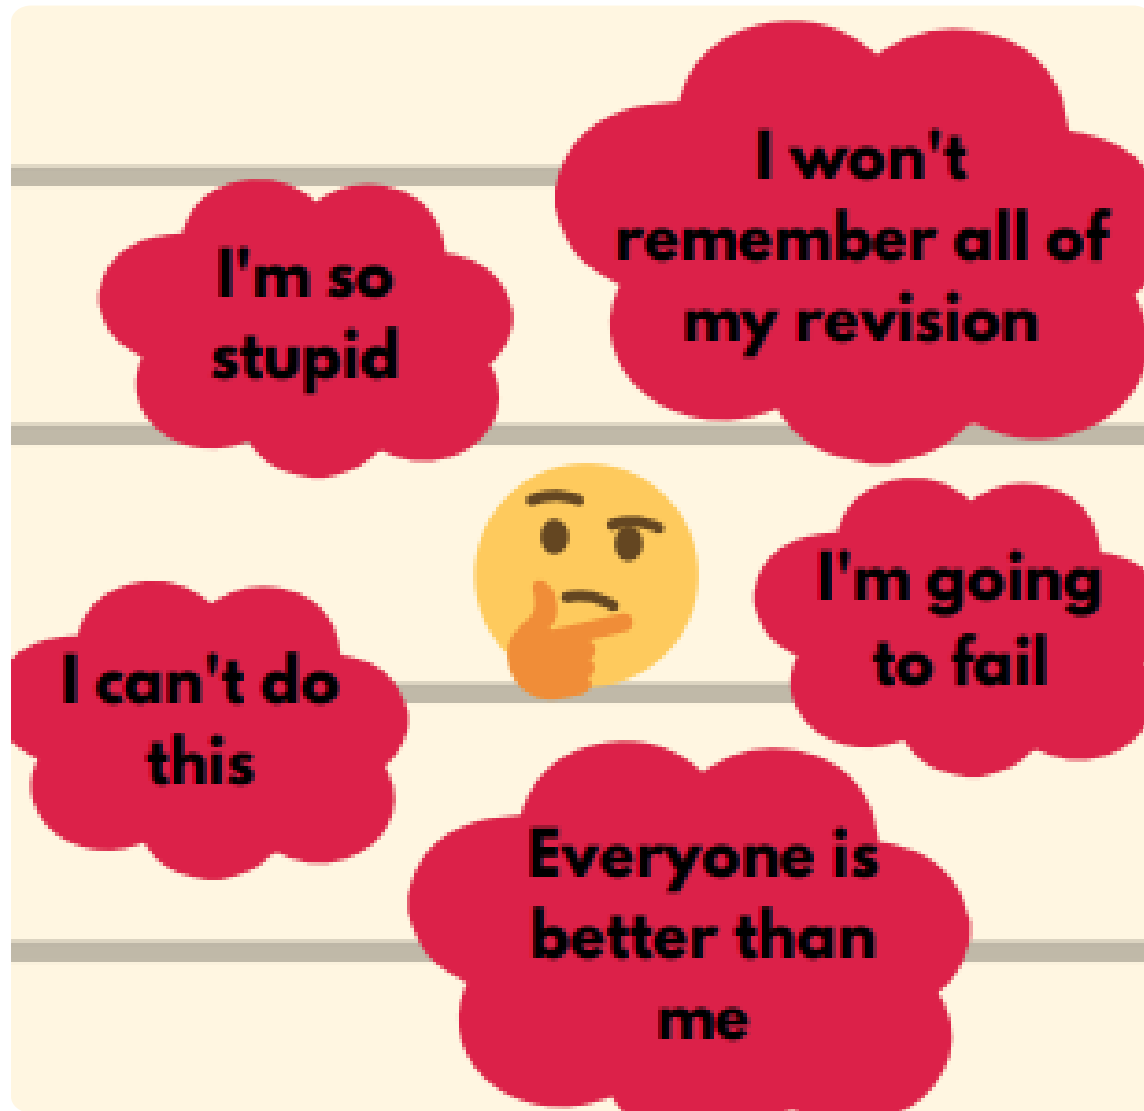 I won't
remember all of
my revision
I'm so
stupid
I'm going
to fail
I can't do
this
Everyone is
better than
me